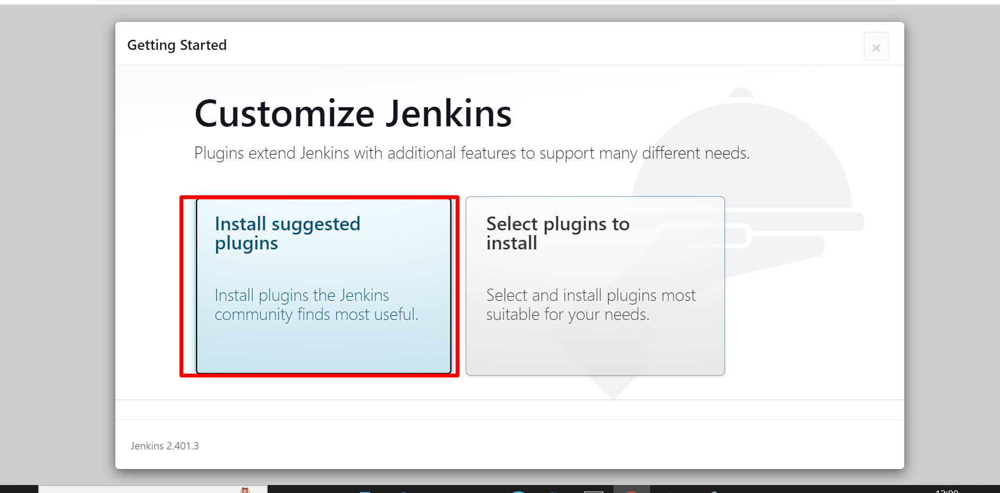 Getting Started
×
Customize Jenkins
Plugins extend Jenkins with additional features to support many different needs.
Install suggested
plugins
Install plugins the Jenkins
community finds most useful.
Select plugins to
install
Select and install plugins most
suitable for your needs.
Jenkins 2.401.3